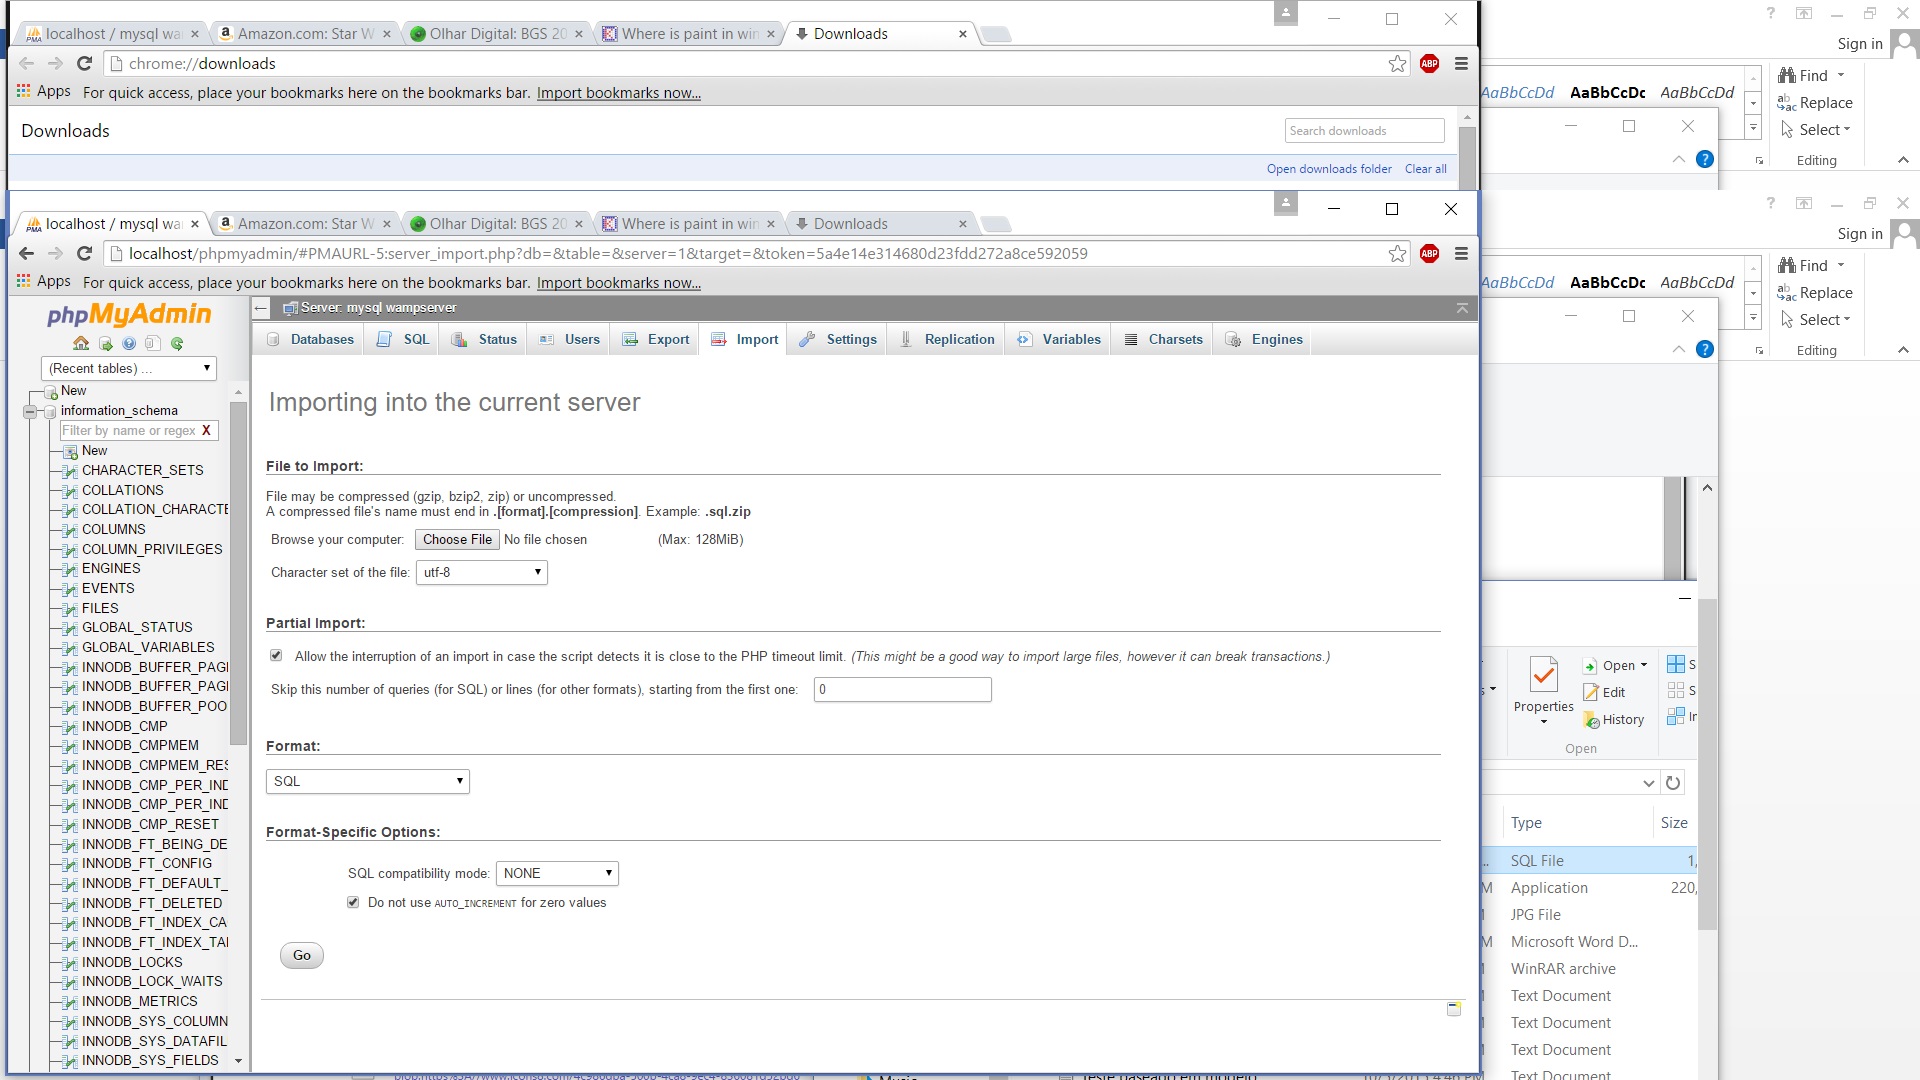 localhost / mysql wa
Amazon.com: Star W
Olhar Digital: BGS 20
Where is paint in win
Downloads
chrome://downloads
ABP
Apps
For quick access, place your bookmarks here on the bookmarks bar. Import bookmarks now...
Downloads
Search downloads
Open downloads folder
Clear all
Sign in
AaBbCcDd
AaBbCcDc
AaBbCcDd
Find
Replace
Select
Editing
localhost / mysql wa
Amazon.com: Star W
Olhar Digital: BGS 20
Where is paint in win
Downloads
localhost/phpmyadmin/#PMAURL-5:server_import.php?db=&table=&server=1&target=&token=5a4e14e314680d23fdd272a8ce592059
ABP
Apps
For quick access, place your bookmarks here on the bookmarks bar. Import bookmarks now...
Sign in
AaBbCcDd
AaBbCcDc
AaBbCcDd
Find
Replace
Select
Editing
phpMyAdmin
(Recent tables) ...
New
information_schema
Filter by name or regex X
New
CHARACTER_SETS
COLLATIONS
COLLATION_CHARACTE
COLUMNS
COLUMN_PRIVILEGES
ENGINES
EVENTS
FILES
GLOBAL_STATUS
GLOBAL_VARIABLES
INNODB_BUFFER_PAGI
INNODB_BUFFER_PAGI
INNODB_BUFFER_POO
INNODB_CMP
INNODB_CMPMEM
INNODB_CMPMEM_RES
INNODB_CMP_PER_IND
INNODB_CMP_PER_IND
INNODB_CMP_RESET
INNODB_FT_BEING_DE
INNODB_FT_CONFIG
INNODB_FT_DEFAULT_
INNODB_FT_DELETED
INNODB_FT_INDEX_CA
INNODB_FT_INDEX_TAI
INNODB_LOCKS
INNODB_LOCK_WAITS
INNODB_METRICS
INNODB_SYS_COLUMN
INNODB_SYS_DATAFIL
INNODB_SYS_FIELDS
Server: mysql wampserver
Databases
SQL
Status
Users
Export
Import
Settings
Replication
Variables
Charsets
Engines
Importing into the current server
File to Import:
File may be compressed (gzip, bzip2, zip) or uncompressed.
A compressed file's name must end in .[format].[compression]. Example: .sql.zip
Browse your computer: Choose File No file chosen (Max: 128MiB)
Character set of the file: utf-8
Partial Import:
Allow the interruption of an import in case the script detects it is close to the PHP timeout limit. (This might be a good way to import large files, however it can break transactions.)
Skip this number of queries (for SQL) or lines (for other formats), starting from the first one: 0
Format:
SQL
Format-Specific Options:
SQL compatibility mode: NONE
Do not use AUTO_INCREMENT for zero values
Go
Properties
Open
Edit
History
Open
Type
Size
SQL File 1,
Application 220,
JPG File
Microsoft Word D...
WinRAR archive
Text Document
Text Document
Text Document
Text Document